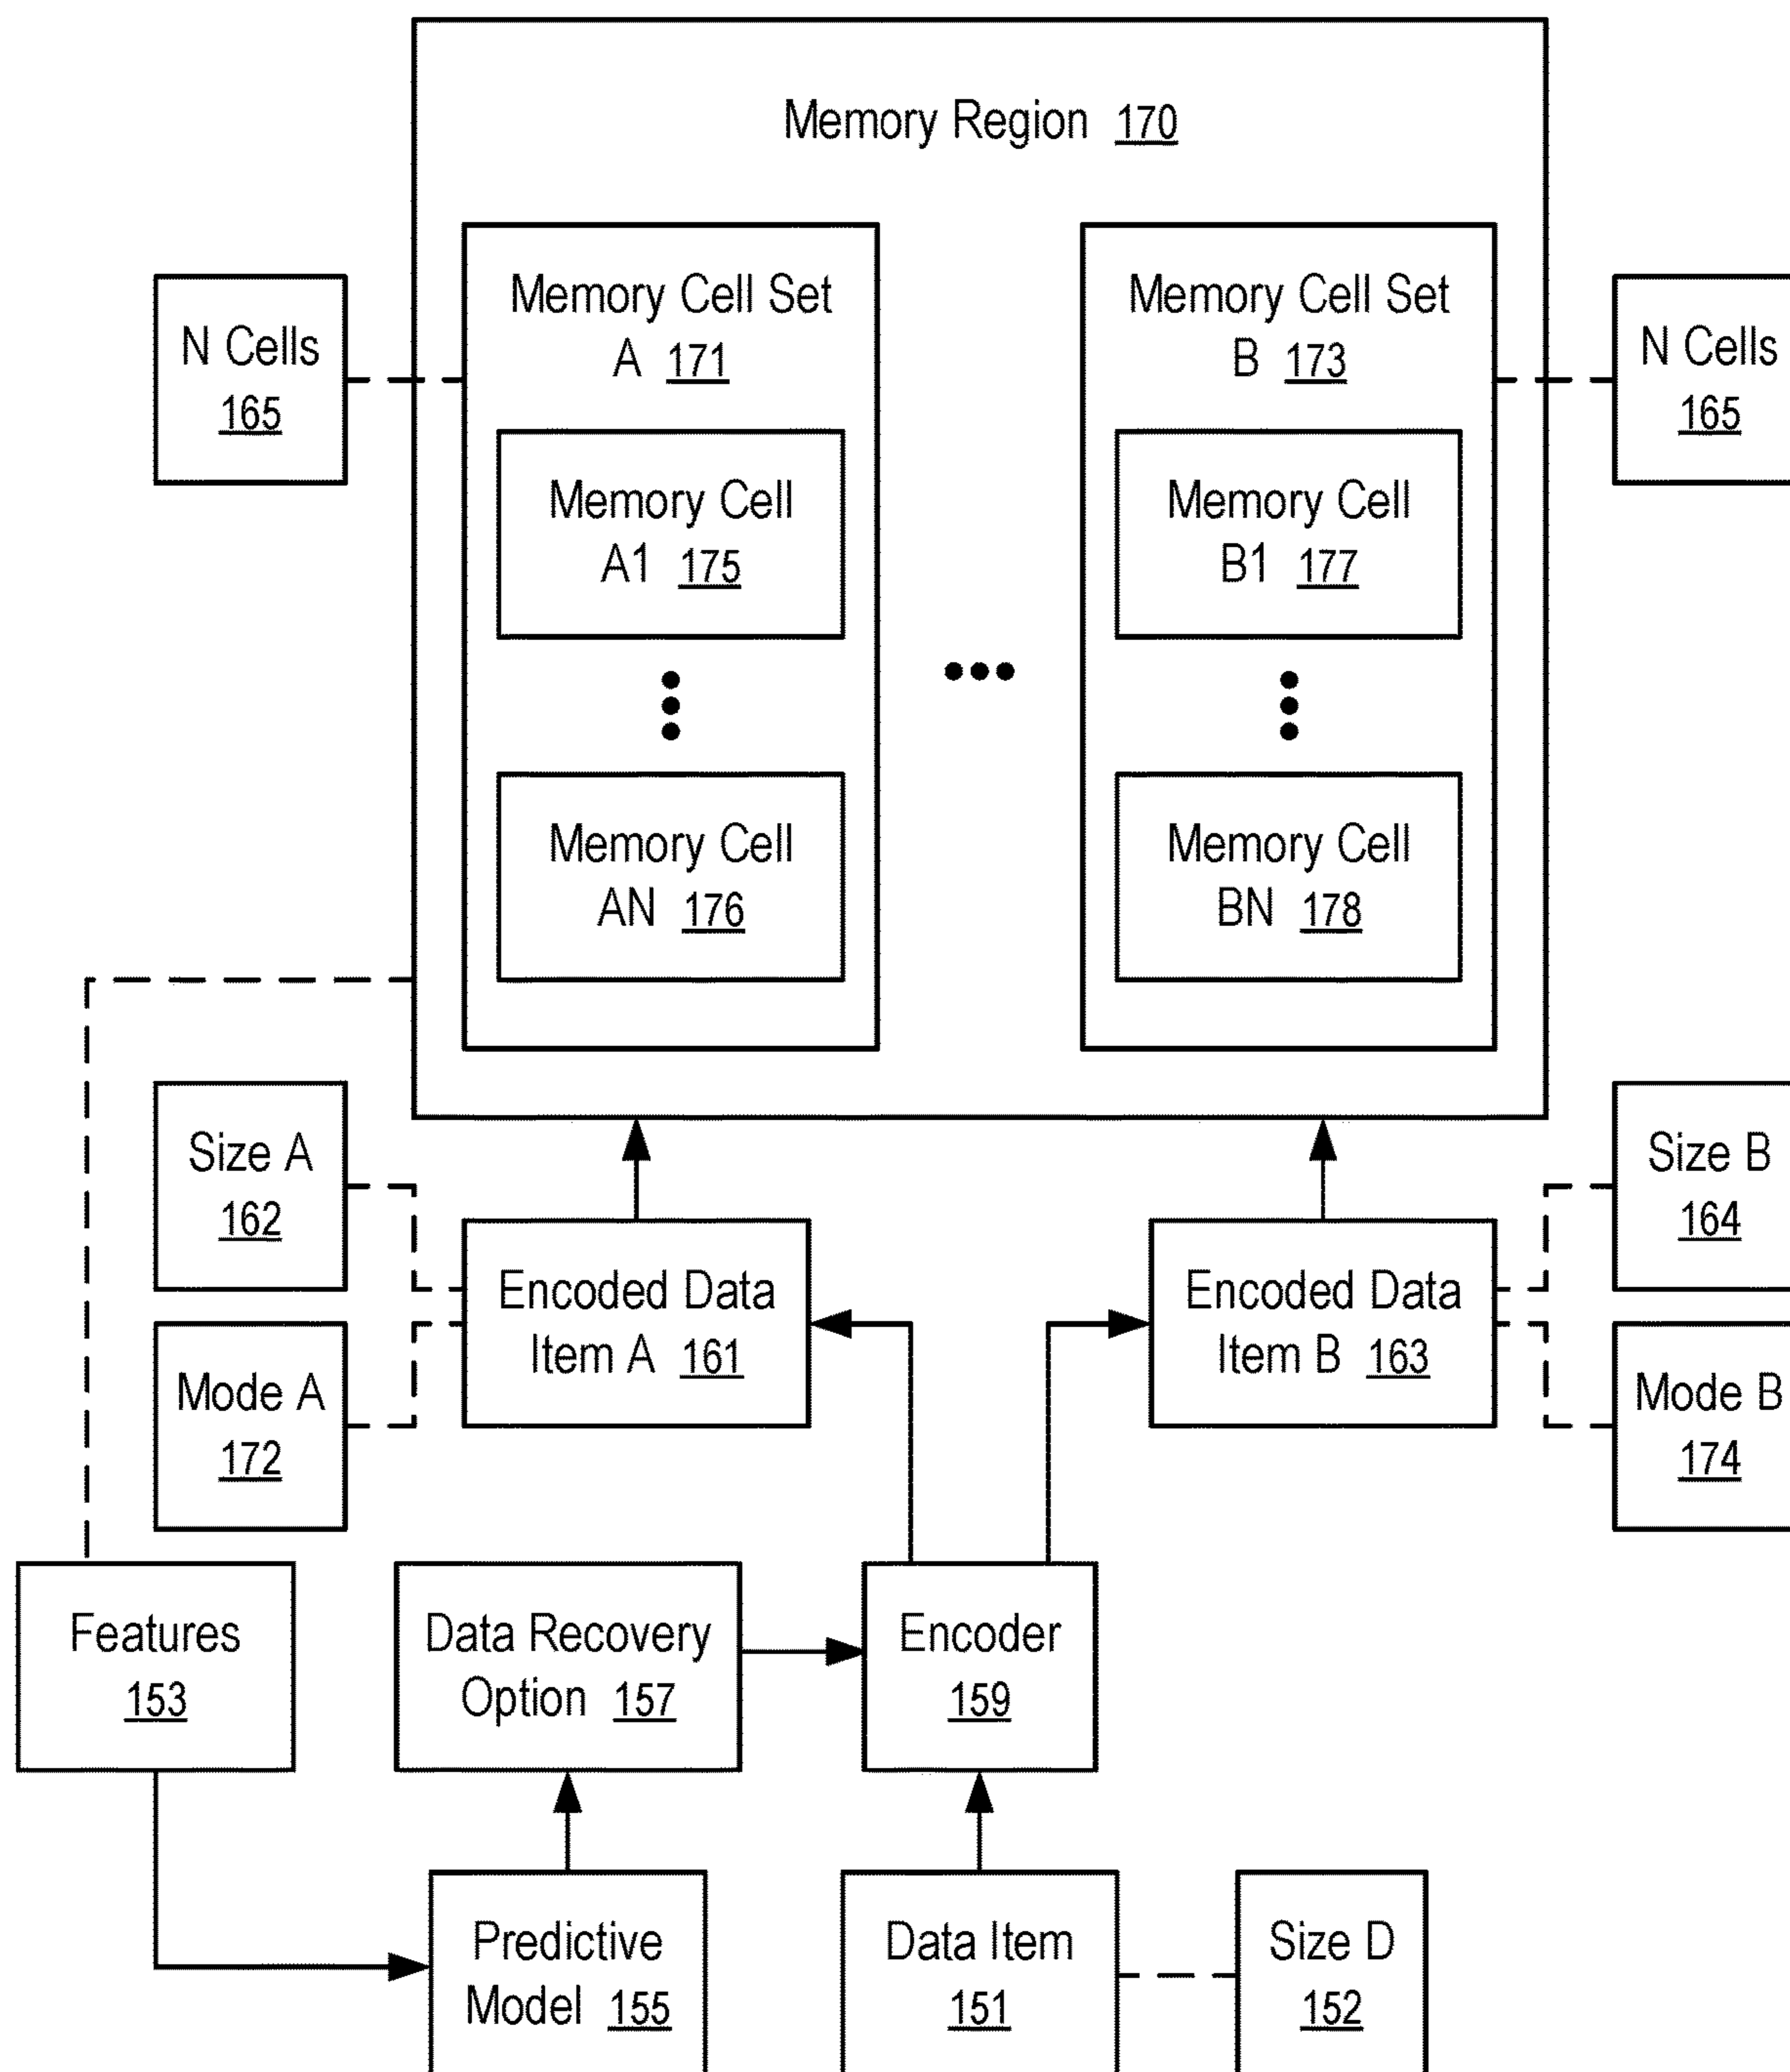 Memory Region 170
Memory Cell Set
A 171
Memory Cell Set
B 173
N Cells
165
N Cells
165
Memory Cell
A1 175
Memory Cell
B1 177
Memory Cell
AN 176
Memory Cell
BN 178
Size A
162
Size B
164
Encoded Data
Item A 161
Encoded Data
Item B 163
Mode A
172
Mode B
174
Features
153
Data Recovery
Option 157
Encoder
159
Predictive
Model 155
Data Item
151
Size D
152